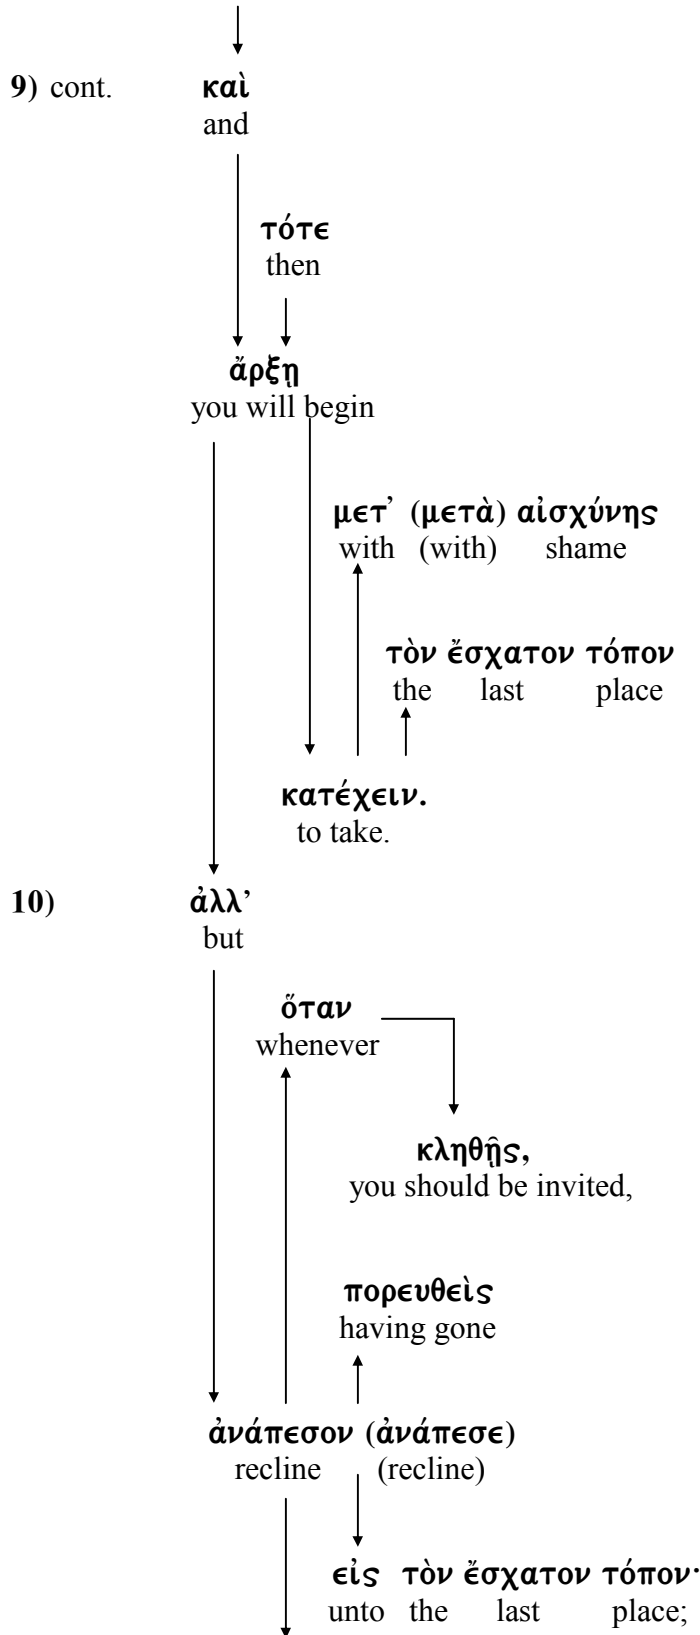 9) cont. καὶ
and
τότε
then
ἄρξῃ
you will begin
μετ᾽ (μετὰ) αἰσχύνης
with (with) shame
τὸν ἔσχατον τόπον
the last place
κατέχειν.
to take.
10) ἀλλ᾽
but
ὅταν
whenever
κληθῇς,
you should be invited,
πορευθεὶς
having gone
ἀνάπεσον (ἀνάπεσε)
recline (recline)
εἰς τὸν ἔσχατον τόπον·
unto the last place;